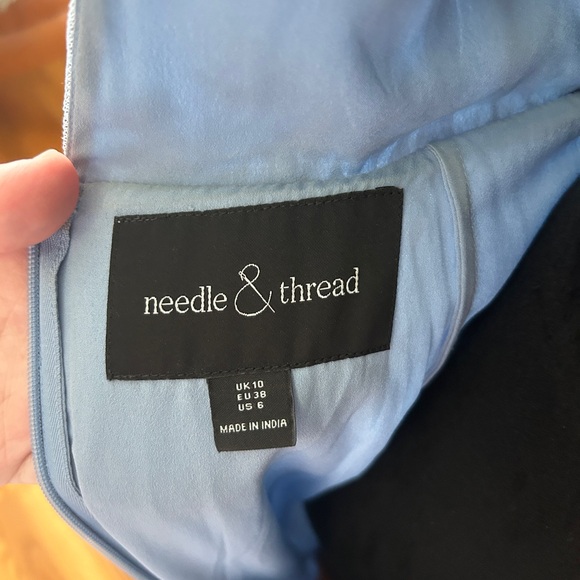 needle & thread
UK 10
EU 38
US 6
MADE IN INDIA